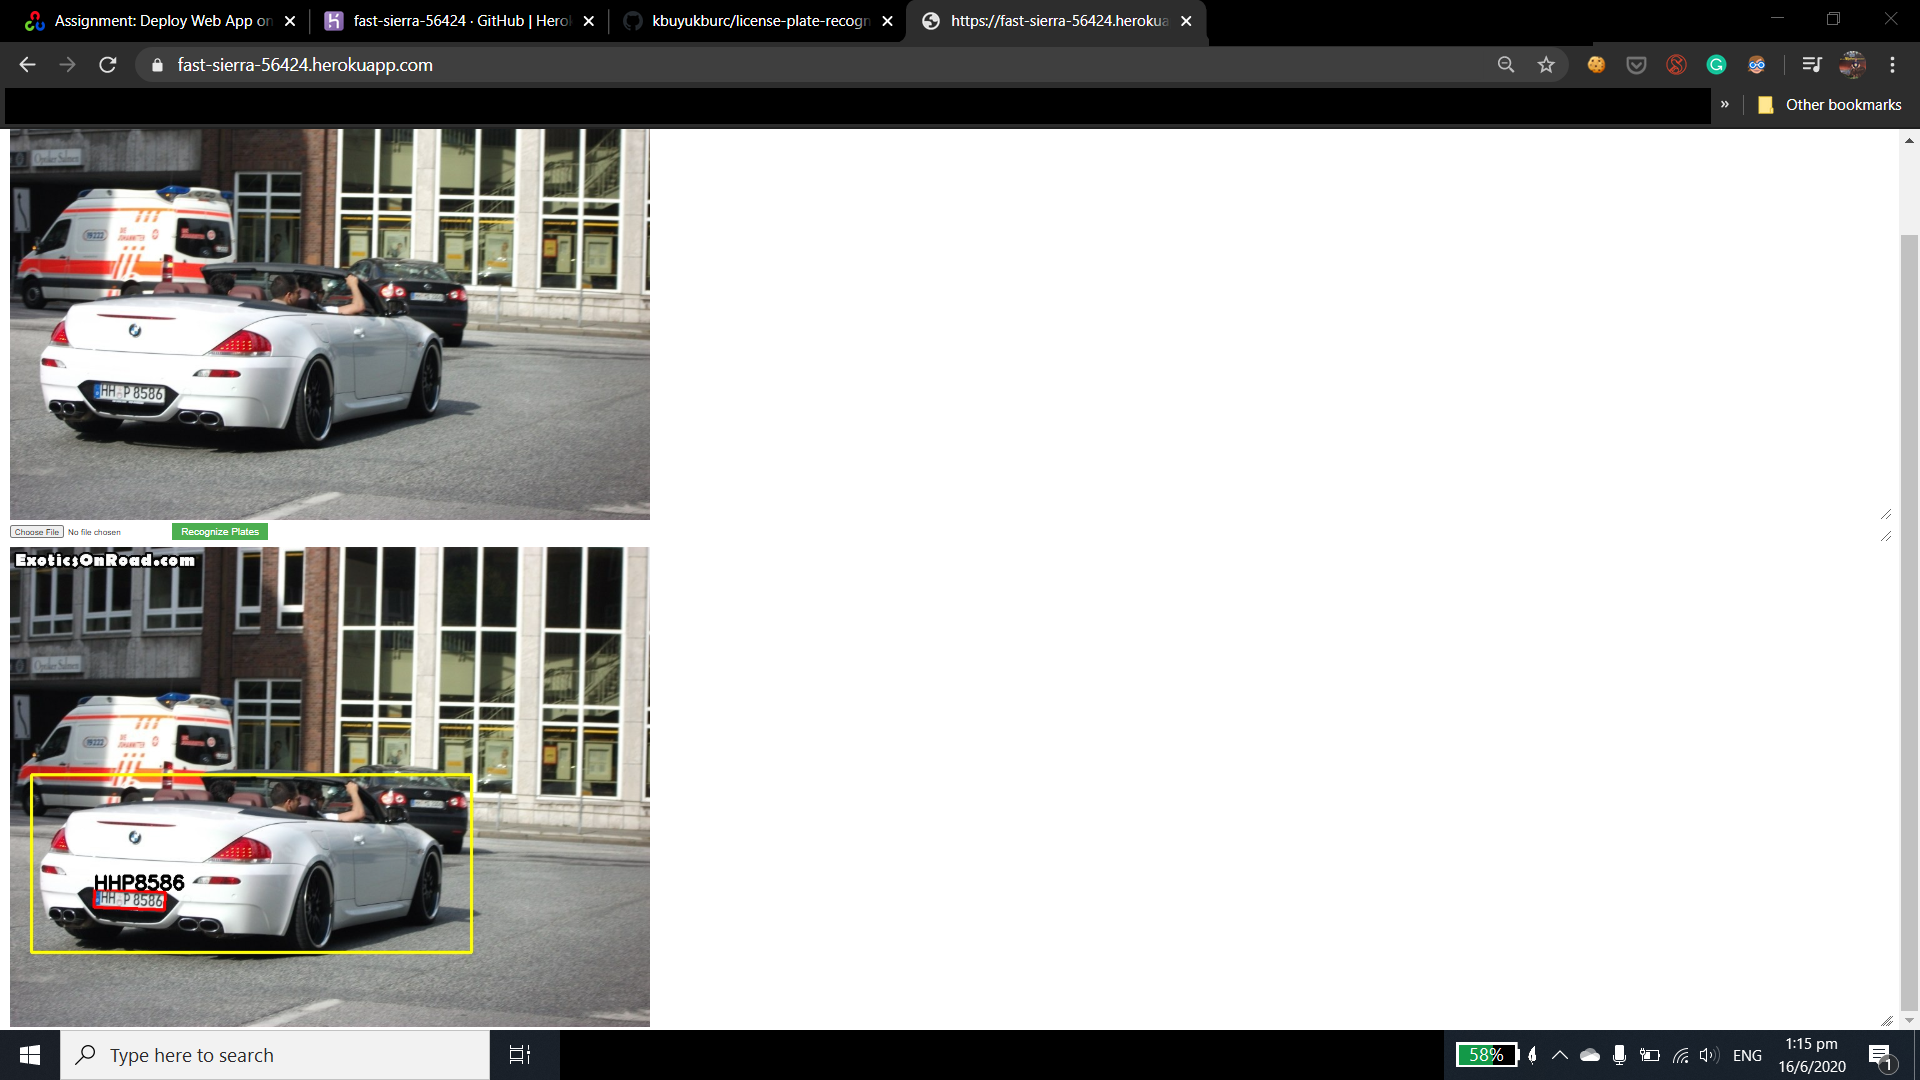 Assignment: Deploy Web App on
fast-sierra-56424 · GitHub | Hero
kbuyukburc/license-plate-recogn
https://fast-sierra-56424.herokua
fast-sierra-56424.herokuapp.com
» Other bookmarks
HH P 8586
Choose File No file chosen Recognize Plates
ExoticsOnRoad.com
HHP8586
HH P 8586
Type here to search
58%
ENG
1:15 pm
16/6/2020
1